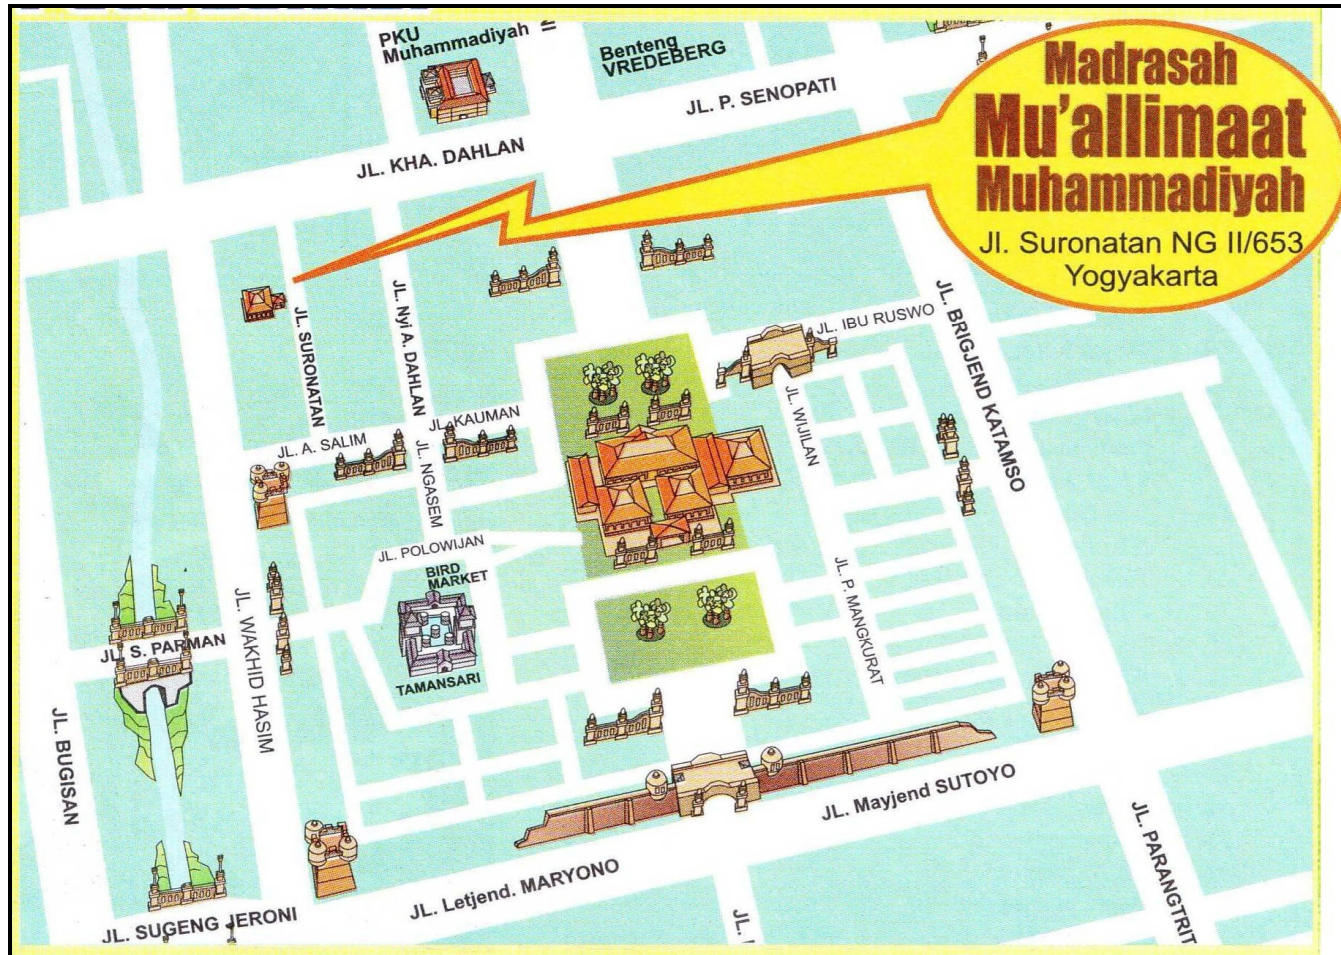 PKU
Muhammadiyah
Benteng
VREDEBERG
JL. P. SENOPATI
Madrasah
Mu'allimaat
Muhammadiyah
Jl. Suronatan NG II/653
Yogyakarta
JL. KHA. DAHLAN
JL. SURONATAN
JL. Nyi A. DAHLAN
JL. IBU RUSWO
JL. BRIGJEND KATAMSO
JL. KAUMAN
JL. A. SALIM
JL. NGASEM
JL. WIJILAN
JL. POLOWIJAN
BIRD
MARKET
JL. P. MANGKURAT
JL. WAKHID HASIM
JL. S. PARMAN
TAMANSARI
JL. BUGISAN
JL. Mayjend SUTOYO
JL. PARANGTRIT
JL. Letjend. MARYONO
JL. SUGENG JERONI
JL.